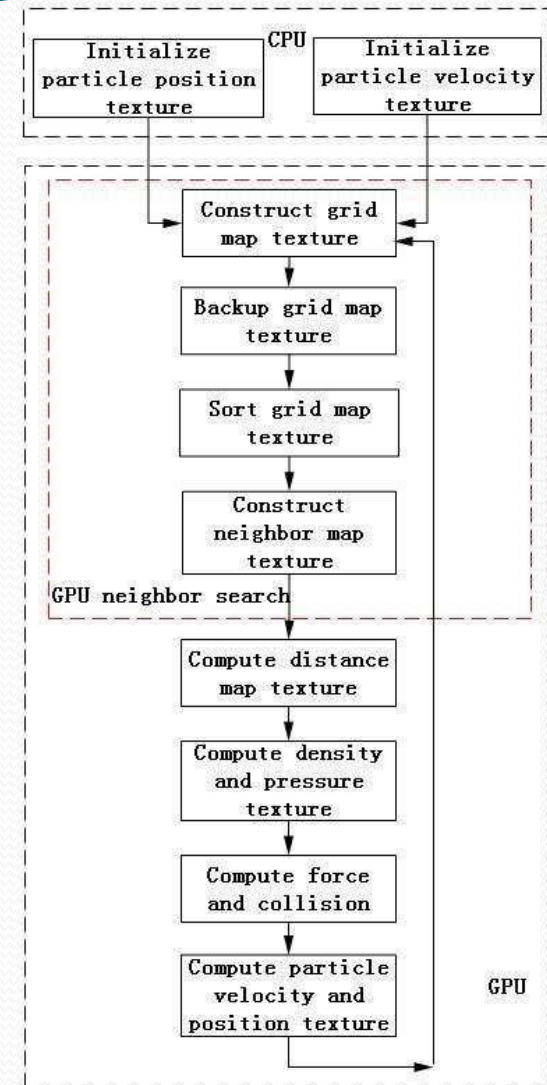 CPU
Initialize
particle position
texture
Initialize
particle velocity
texture
Construct grid
map texture
Backup grid map
texture
Sort grid map
texture
Construct
neighbor map
texture
GPU neighbor search
Compute distance
map texture
Compute density
and pressure
texture
Compute force
and collision
Compute particle
velocity and
position texture
GPU